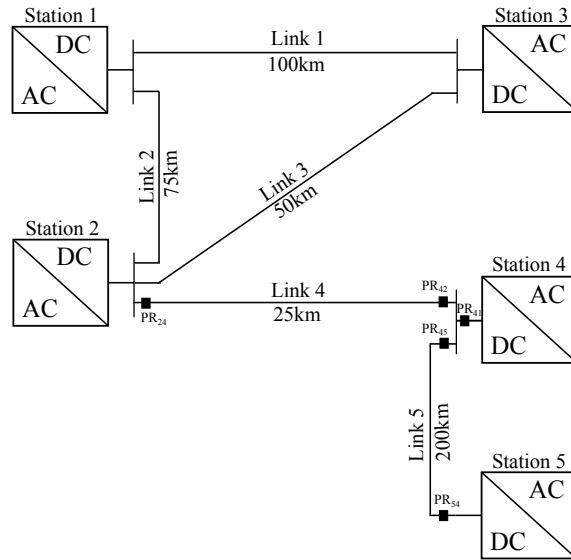 Station 1
DC
AC
Link 1
100km
Station 3
AC
DC
Link 2
75km
Link 3
50km
Station 2
DC
AC
Link 4
25km
PR24
PR42
PR41
PR45
Station 4
AC
DC
Link 5
200km
PR54
Station 5
AC
DC